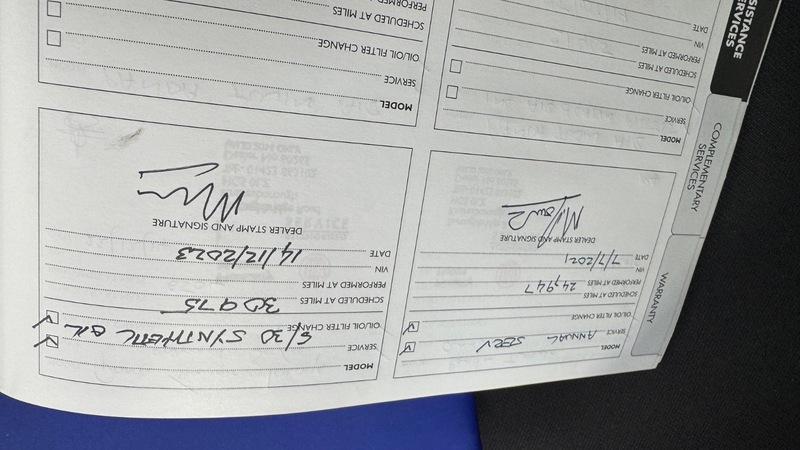 MODEL
SERVICE ANNUAL SERV
OIL/OIL FILTER CHANGE
SCHEDULED AT MILES
PERFORMED AT MILES 24,947
VIN
DATE 7/7/2021
DEALER STAMP AND SIGNATURE
MODEL
SERVICE
OIL/OIL FILTER CHANGE 5/30 SYNTHETIC OIL
SCHEDULED AT MILES 30975
PERFORMED AT MILES
VIN
DATE 14/12/2023
DEALER STAMP AND SIGNATURE
MODEL
SERVICE
OIL/OIL FILTER CHANGE
SCHEDULED AT MILES
PERFORMED AT MILES
VIN
DATE
MODEL
SERVICE
OIL/OIL FILTER CHANGE
SCHEDULED AT MILES
PERFORMED AT MILES
WARRANTY
COMPLEMENTARY
SERVICES
SERVICES